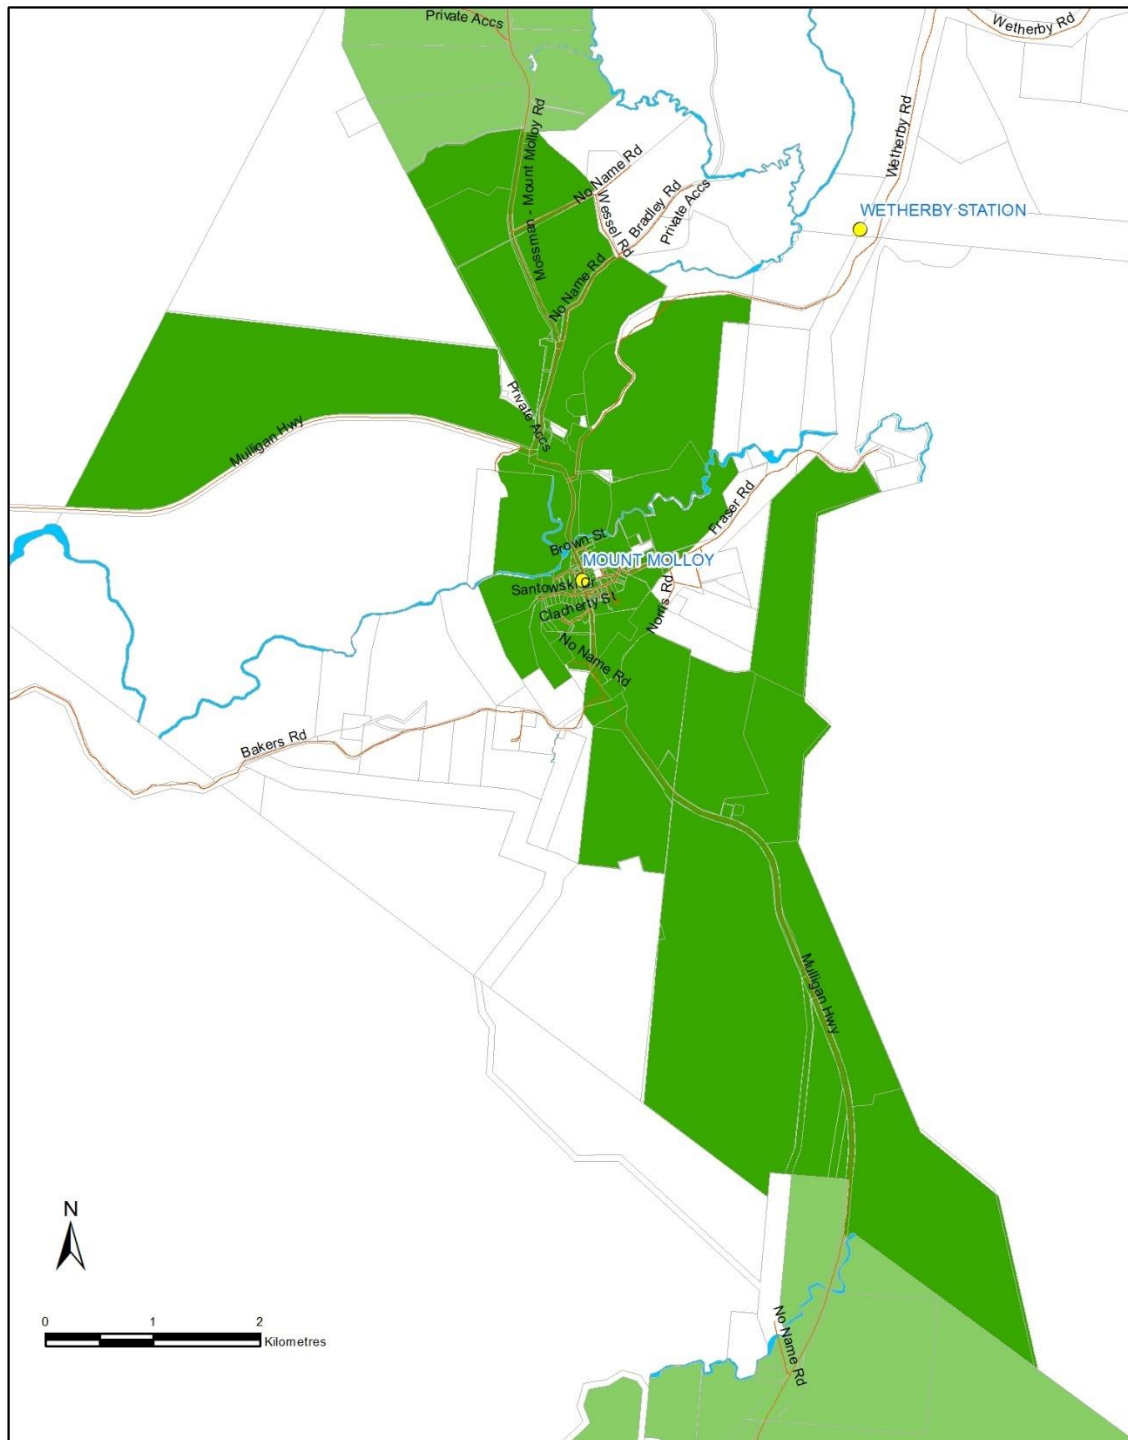 Private Accs
Wetherby Rd
Mossman - Mount Molloy Rd
No Name Rd
Wetherby Rd
Wessel Rd
Bradley Rd
Private Accs
WETHERBY STATION
No Name Rd
Private Accs
Mulligan Hwy
Fraser Rd
Brown St
MOUNT MOLLOY
Santowski Cr
Clacherty St
Norris Rd
No Name Rd
Bakers Rd
Mulligan Hwy
N
0 1 2
Kilometres
No Name Rd